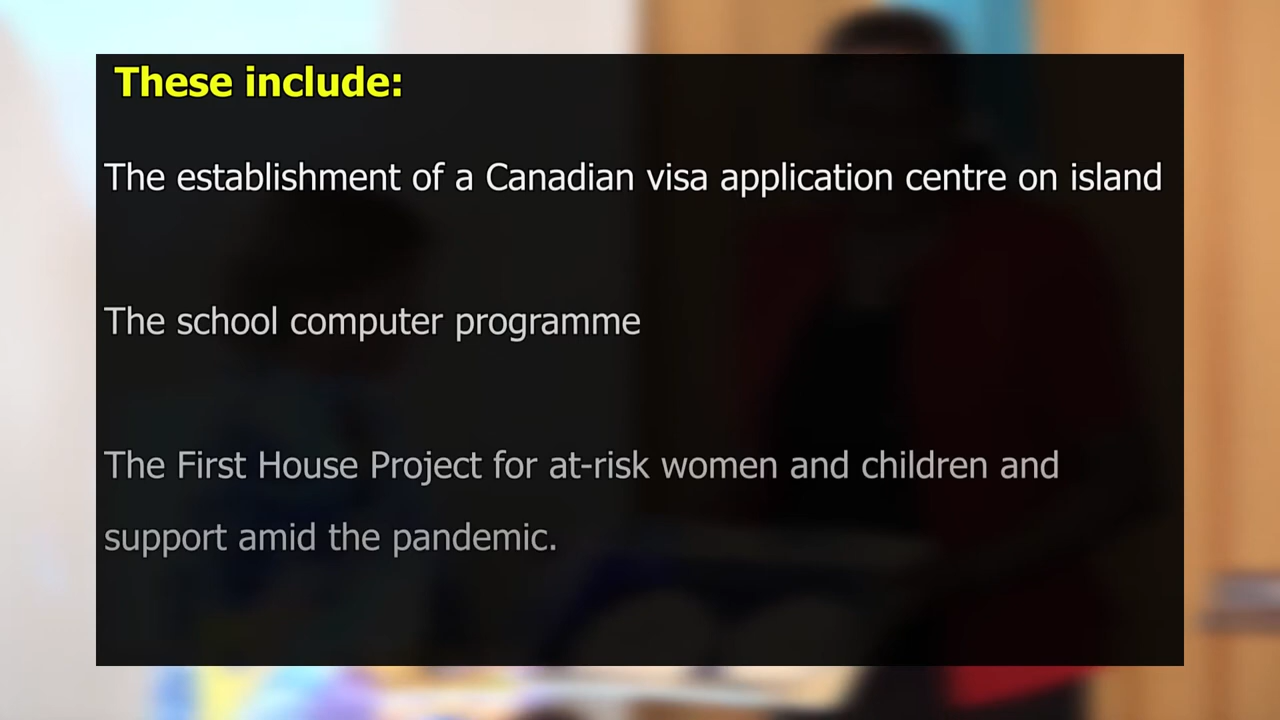 These include:
The establishment of a Canadian visa application centre on island
The school computer programme
The First House Project for at-risk women and children and
support amid the pandemic.